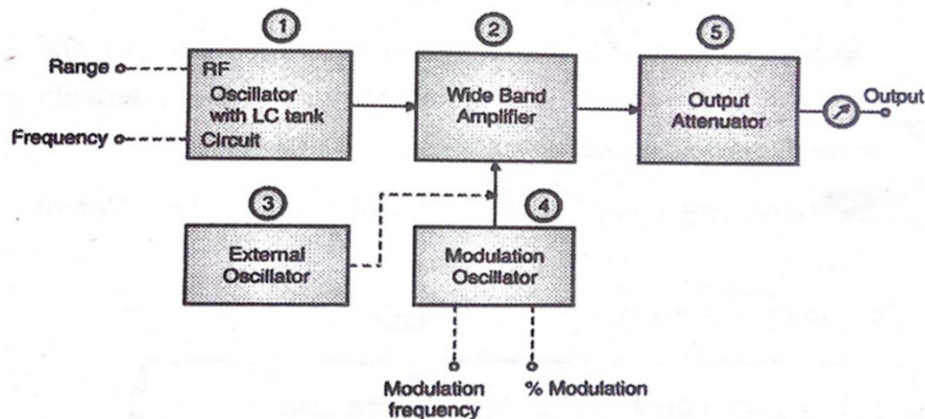 1
2
5
Range
RF
Oscillator
with LC tank
Circuit
Frequency
Wide Band
Amplifier
Output
Attenuator
Output
3
4
External
Oscillator
Modulation
Oscillator
Modulation
frequency
% Modulation